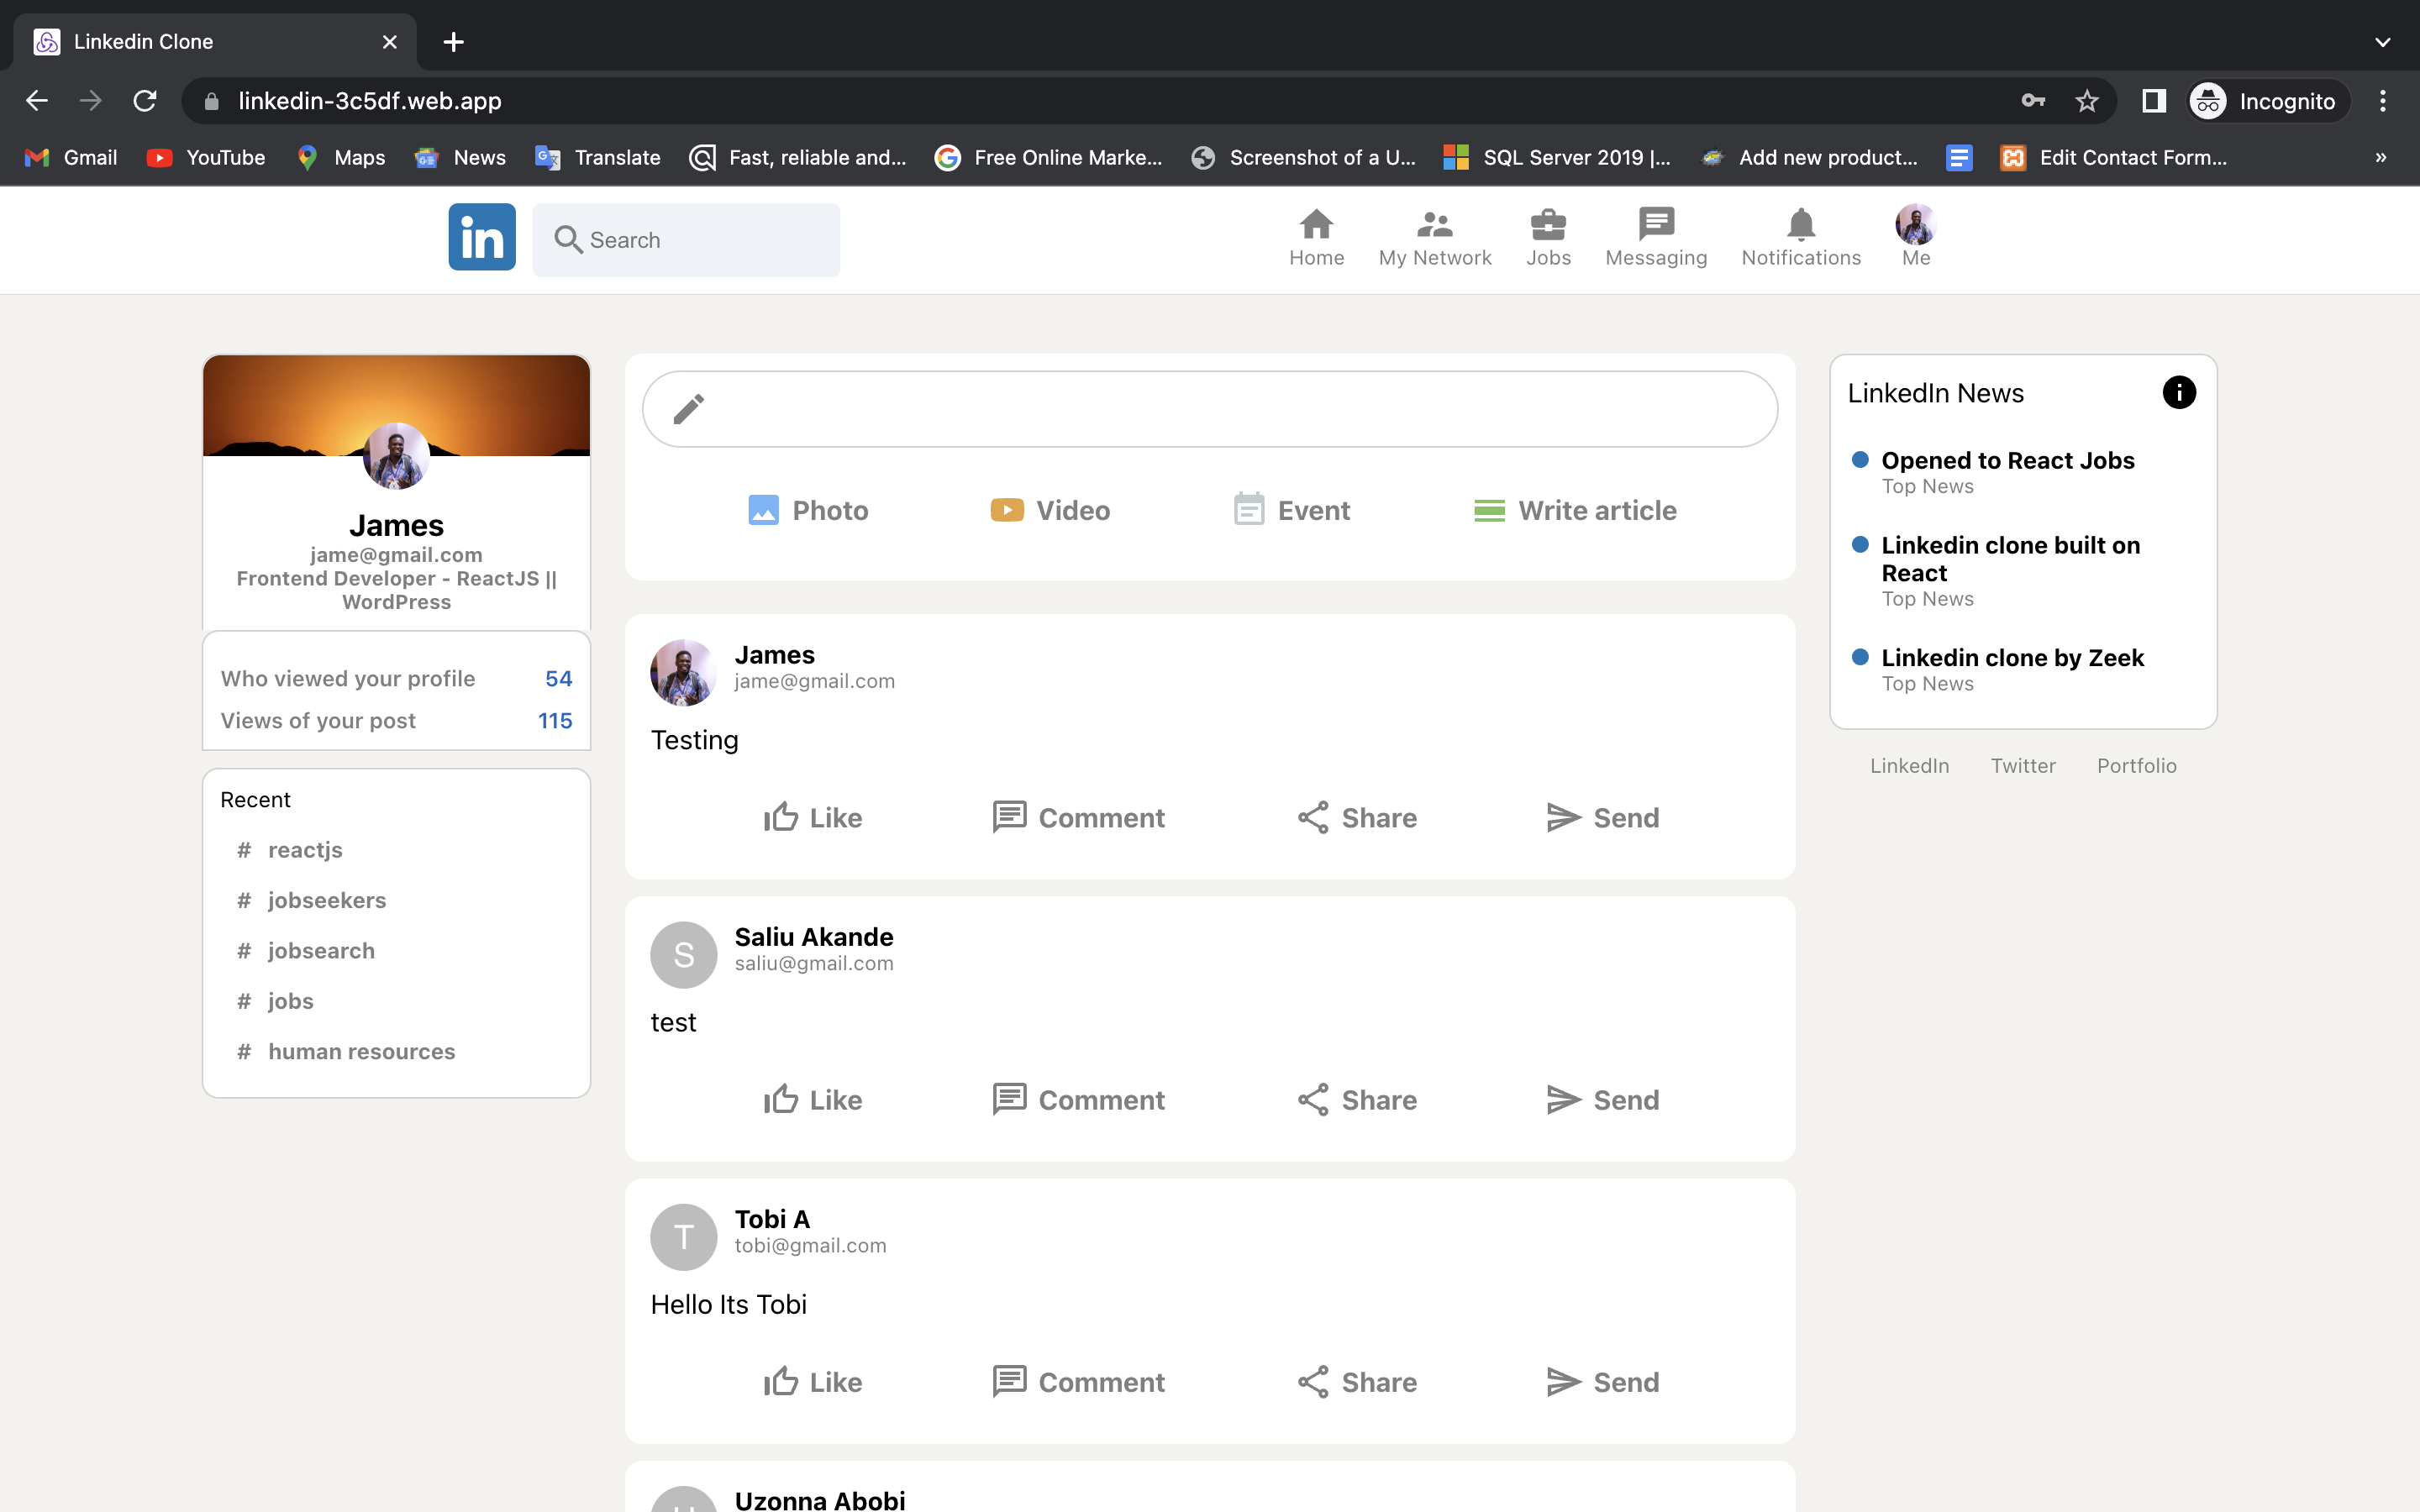 Linkedin Clone
linkedin-3c5df.web.app
Incognito
Gmail
YouTube
Maps
News
Translate
Fast, reliable and...
Free Online Marke...
Screenshot of a U...
SQL Server 2019 |...
Add new product...
Edit Contact Form...
»
in
Search
Home
My Network
Jobs
Messaging
Notifications
Me
James
jame@gmail.com
Frontend Developer - ReactJS ||
WordPress
Who viewed your profile 54
Views of your post 115
Recent
# reactjs
# jobseekers
# jobsearch
# jobs
# human resources
Photo
Video
Event
Write article
James
jame@gmail.com
Testing
Like
Comment
Share
Send
S
Saliu Akande
saliu@gmail.com
test
Like
Comment
Share
Send
T
Tobi A
tobi@gmail.com
Hello Its Tobi
Like
Comment
Share
Send
Uzonna Abobi
LinkedIn News
Opened to React Jobs
Top News
Linkedin clone built on
React
Top News
Linkedin clone by Zeek
Top News
LinkedIn
Twitter
Portfolio